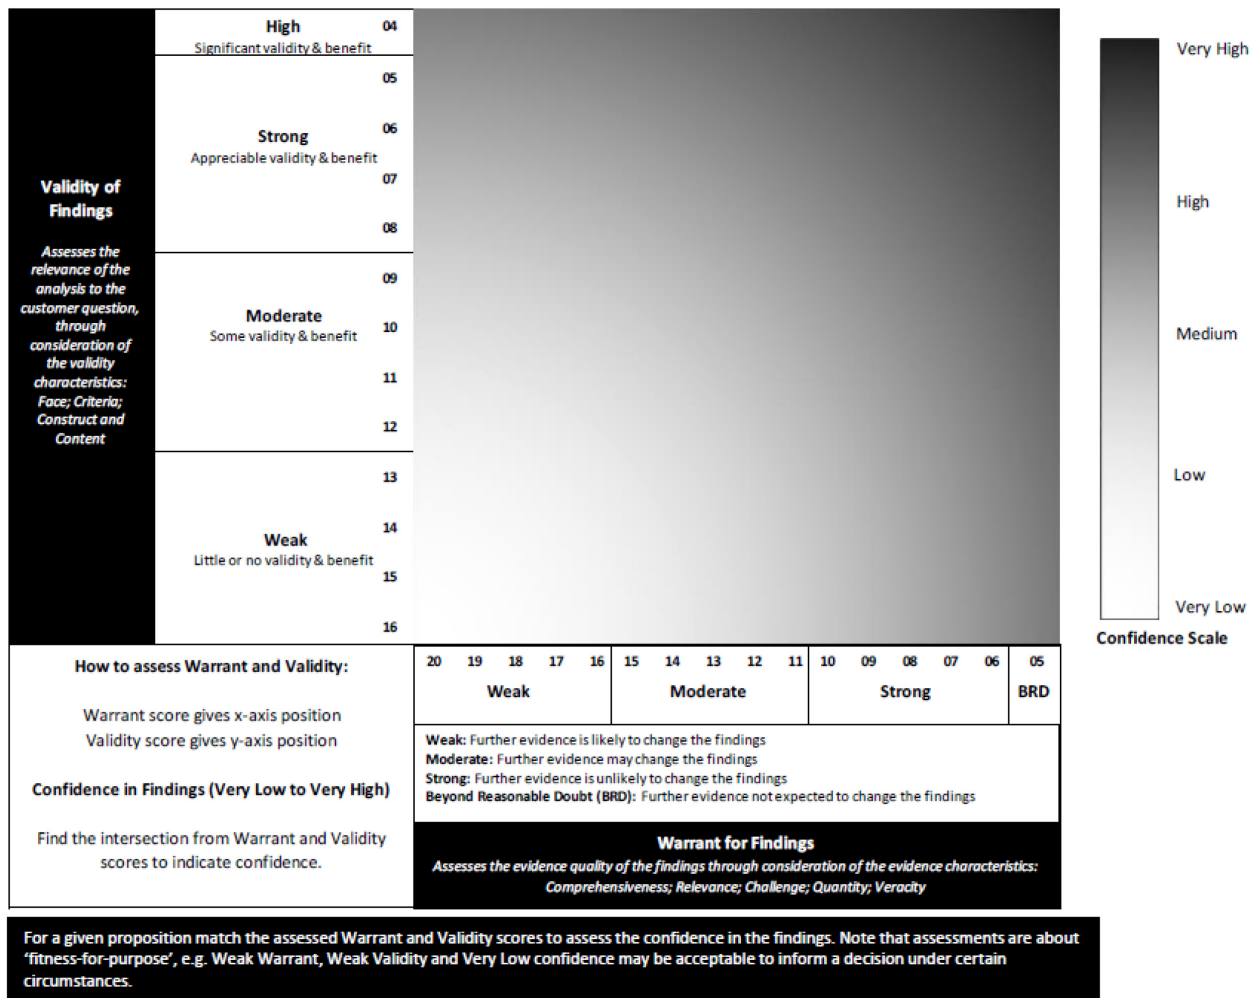 Validity of
Findings
Assesses the
relevance of the
analysis to the
customer question,
through
consideration of
the validity
characteristics:
Face; Criteria;
Construct and
Content
High
Significant validity & benefit
04
05
Strong
Appreciable validity & benefit
06
07
08
09
Moderate
Some validity & benefit
10
11
12
13
14
Weak
Little or no validity & benefit
15
16
Very High
High
Medium
Low
Very Low
Confidence Scale
How to assess Warrant and Validity:
Warrant score gives x-axis position
Validity score gives y-axis position
Confidence in Findings (Very Low to Very High)
Find the intersection from Warrant and Validity
scores to indicate confidence.
20 19 18 17 16 15 14 13 12 11 10 09 08 07 06 05
Weak Moderate Strong BRD
Weak: Further evidence is likely to change the findings
Moderate: Further evidence may change the findings
Strong: Further evidence is unlikely to change the findings
Beyond Reasonable Doubt (BRD): Further evidence not expected to change the findings
Warrant for Findings
Assesses the evidence quality of the findings through consideration of the evidence characteristics:
Comprehensiveness; Relevance; Challenge; Quantity; Veracity
For a given proposition match the assessed Warrant and Validity scores to assess the confidence in the findings. Note that assessments are about
‘fitness-for-purpose’, e.g. Weak Warrant, Weak Validity and Very Low confidence may be acceptable to inform a decision under certain
circumstances.